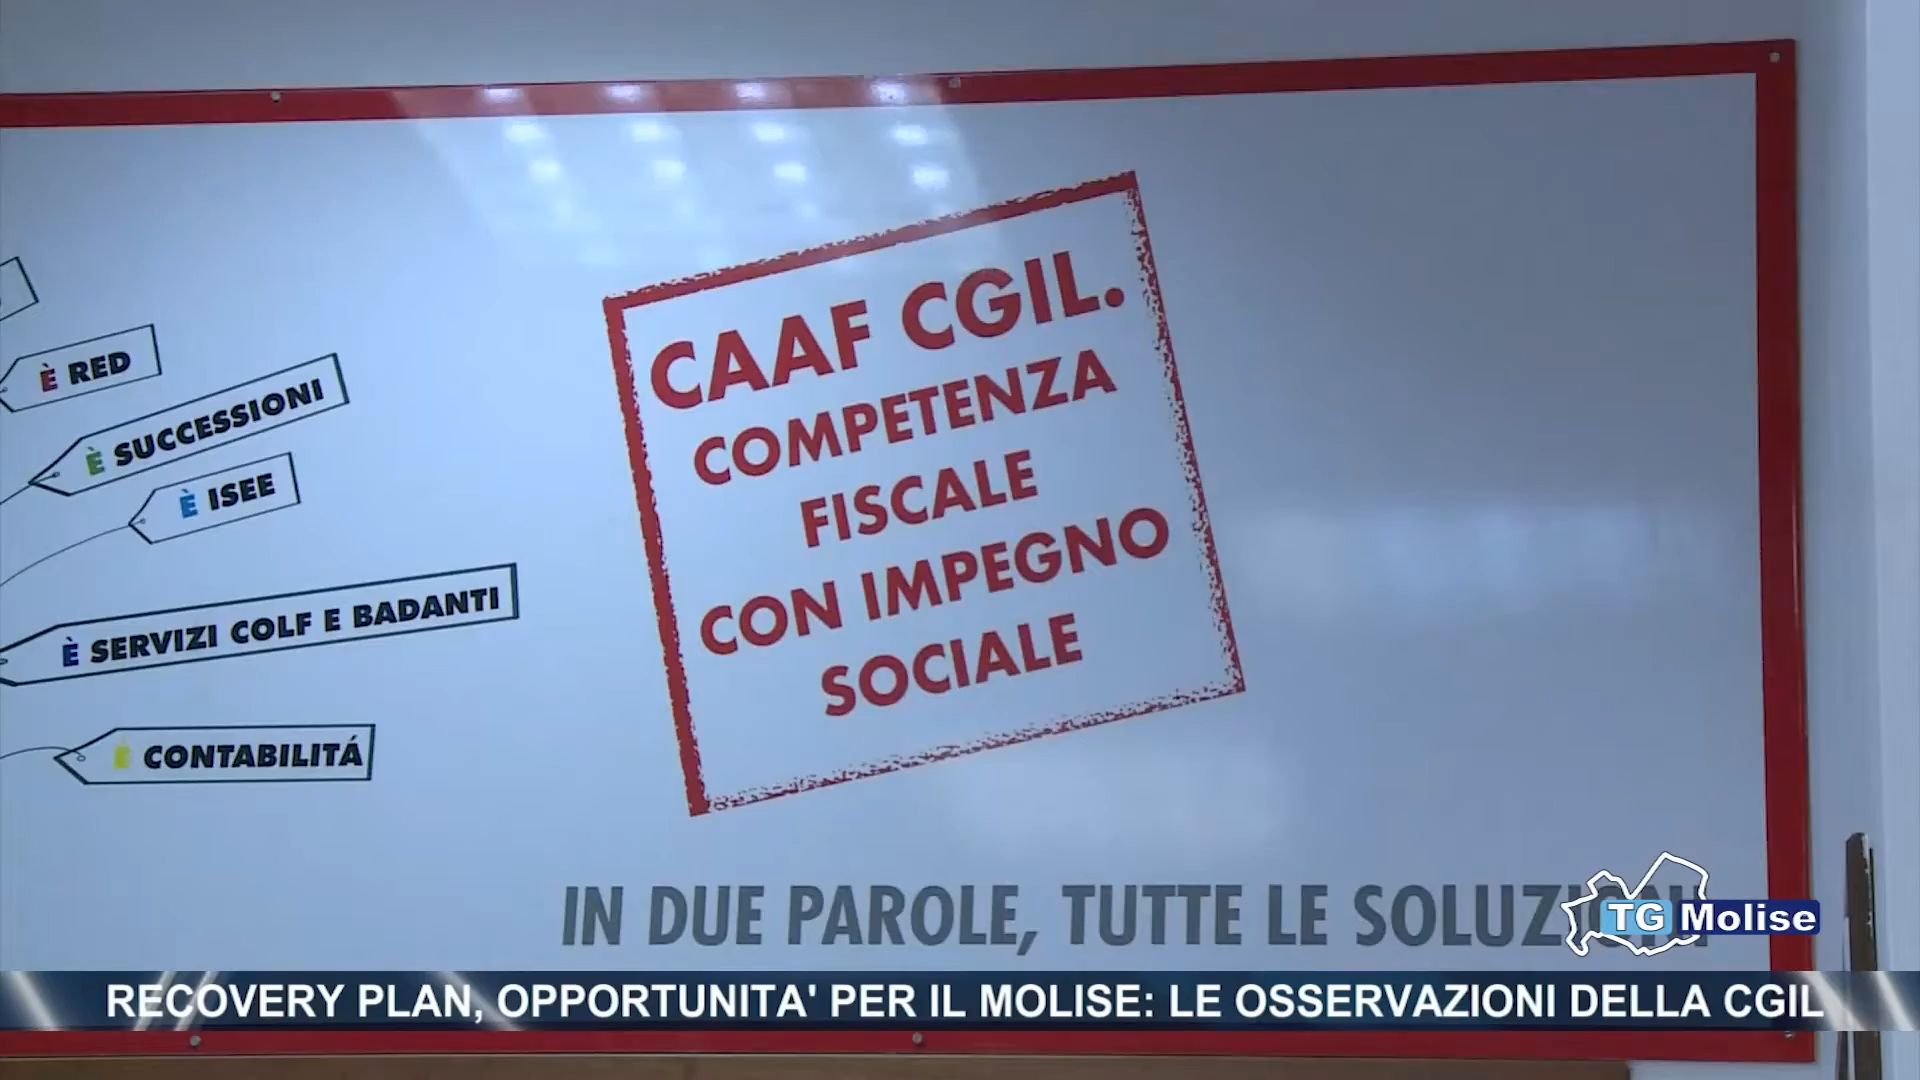 È RED
È SUCCESSIONI
È ISEE
È SERVIZI COLF E BADANTI
È CONTABILITÁ
CAAF CGIL.
COMPETENZA
FISCALE
CON IMPEGNO
SOCIALE
IN DUE PAROLE, TUTTE LE SOLUZIONI
TG Molise
RECOVERY PLAN, OPPORTUNITA' PER IL MOLISE: LE OSSERVAZIONI DELLA CGIL